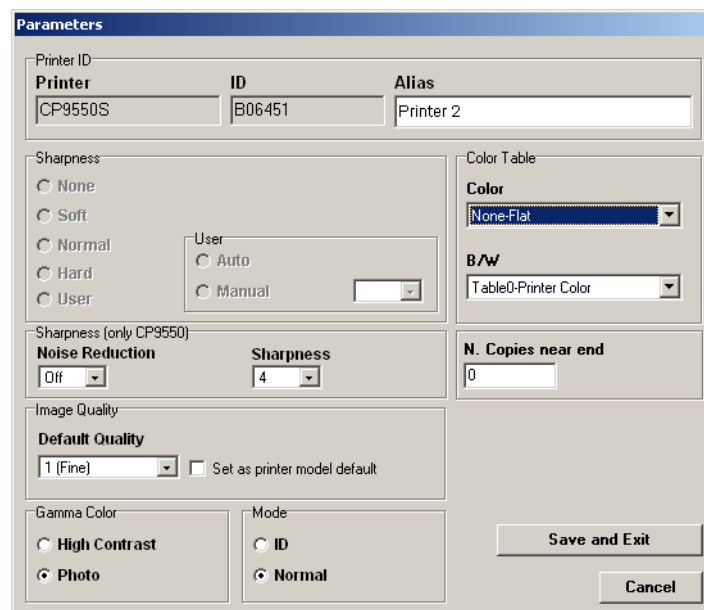 Parameters
Printer ID
Printer ID Alias
CP9550S B06451 Printer 2
Sharpness
None
Soft
Normal
Hard
User
User
Auto
Manual
Color Table
Color
None-Flat
B/W
Table0-Printer Color
Sharpness (only CP9550)
Noise Reduction Sharpness
Off 4
N. Copies near end
0
Image Quality
Default Quality
1 (Fine) Set as printer model default
Gamma Color
High Contrast
Photo
Mode
ID
Normal
Save and Exit
Cancel